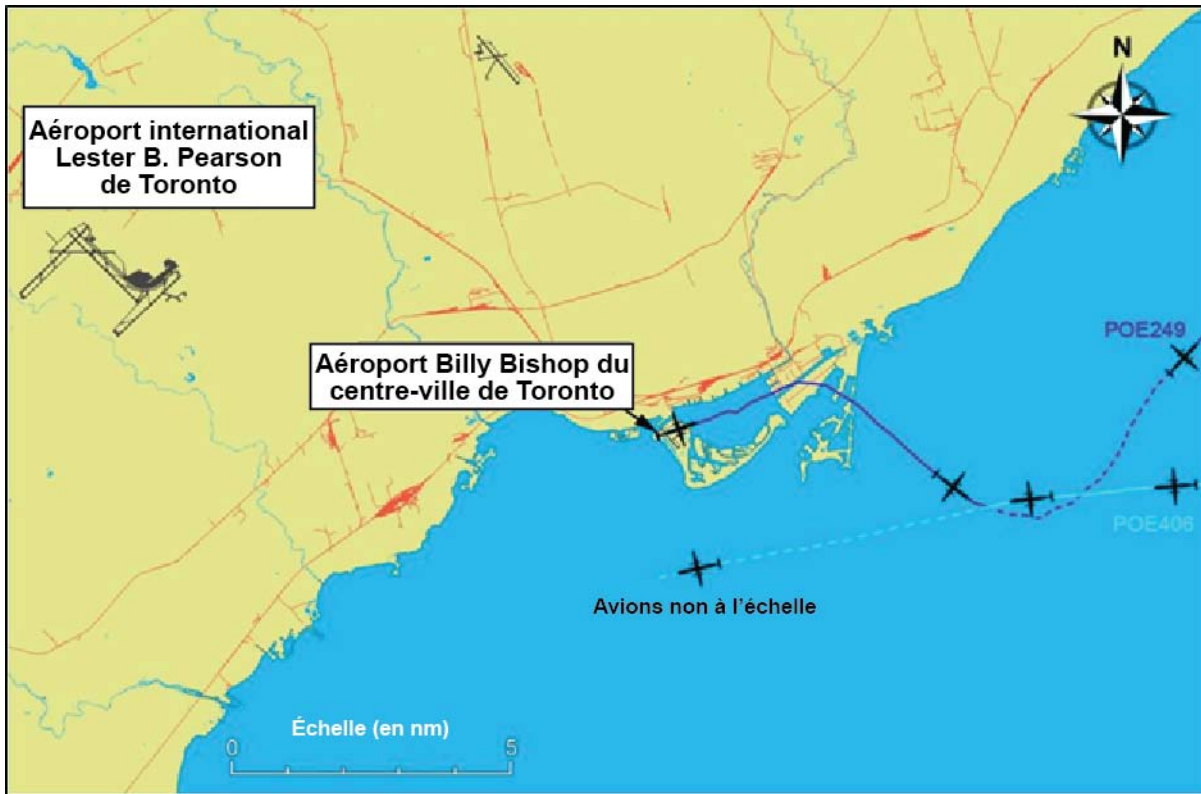 N
Aéroport international
Lester B. Pearson
de Toronto
POE249
Aéroport Billy Bishop du
centre-ville de Toronto
POE406
Avions non à l'échelle
Échelle (en nm)
0 5